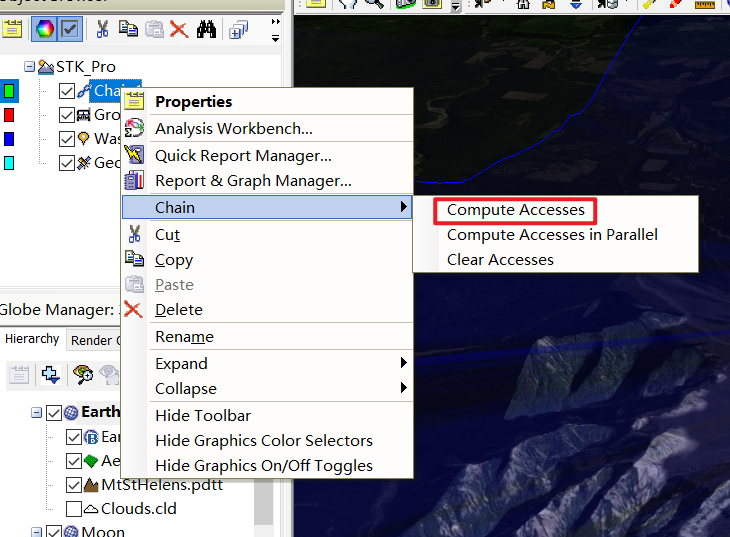 STK_Pro
Chai
Gro
Was
Geo
Properties
Analysis Workbench...
Quick Report Manager...
Report & Graph Manager...
Chain
Cut
Copy
Paste
Delete
Rename
Expand
Collapse
Hide Toolbar
Hide Graphics Color Selectors
Hide Graphics On/Off Toggles
Compute Accesses
Compute Accesses in Parallel
Clear Accesses
Globe Manager:
Hierarchy
Render
Earth
Ear
Ae
MtStHelens.pdtt
Clouds.cld
Moon